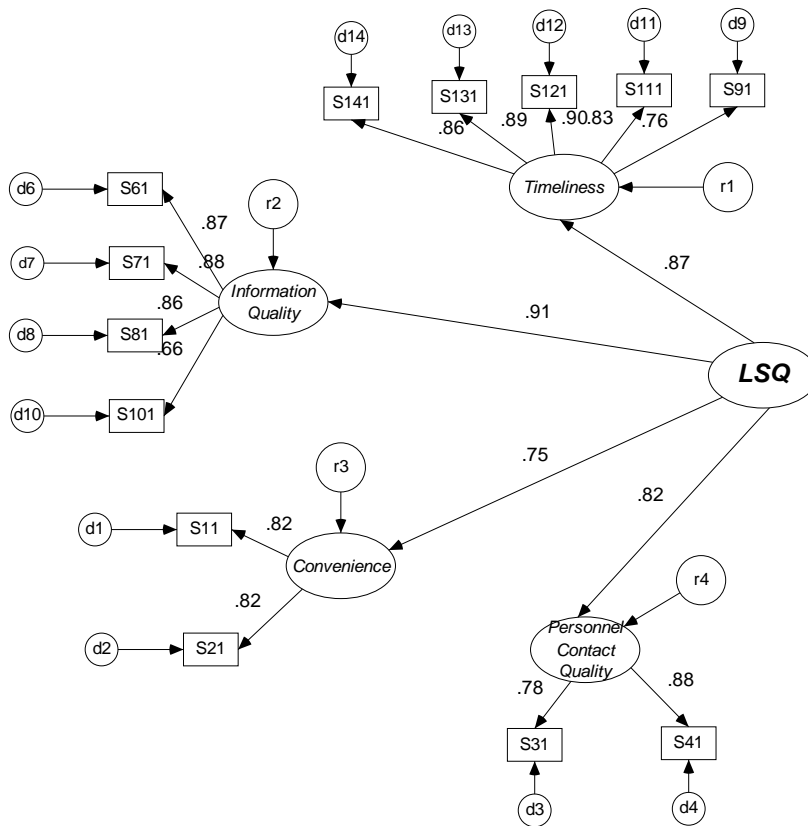 d14
d13
d12
d11
d9
S141
S131
S121
S111
S91
.86
.89
.90
.83
.76
Timeliness
r1
d6
S61
r2
.87
.87
d7
S71
.88
Information
Quality
.86
.91
d8
S81
.66
LSQ
d10
S101
r3
.75
.82
d1
S11
.82
Convenience
r4
.82
d2
S21
Personnel
Contact
Quality
.78
.88
S31
S41
d3
d4